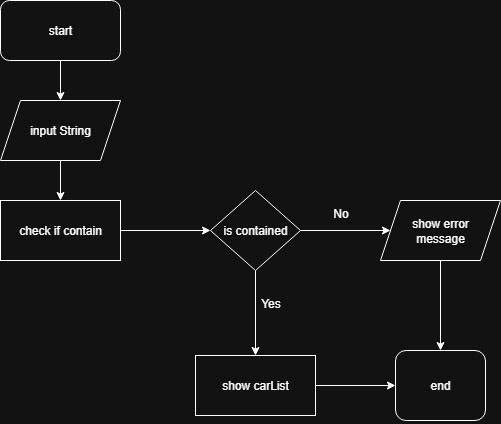 start
input String
check if contain
is contained
No
show error
message
Yes
show carList
end